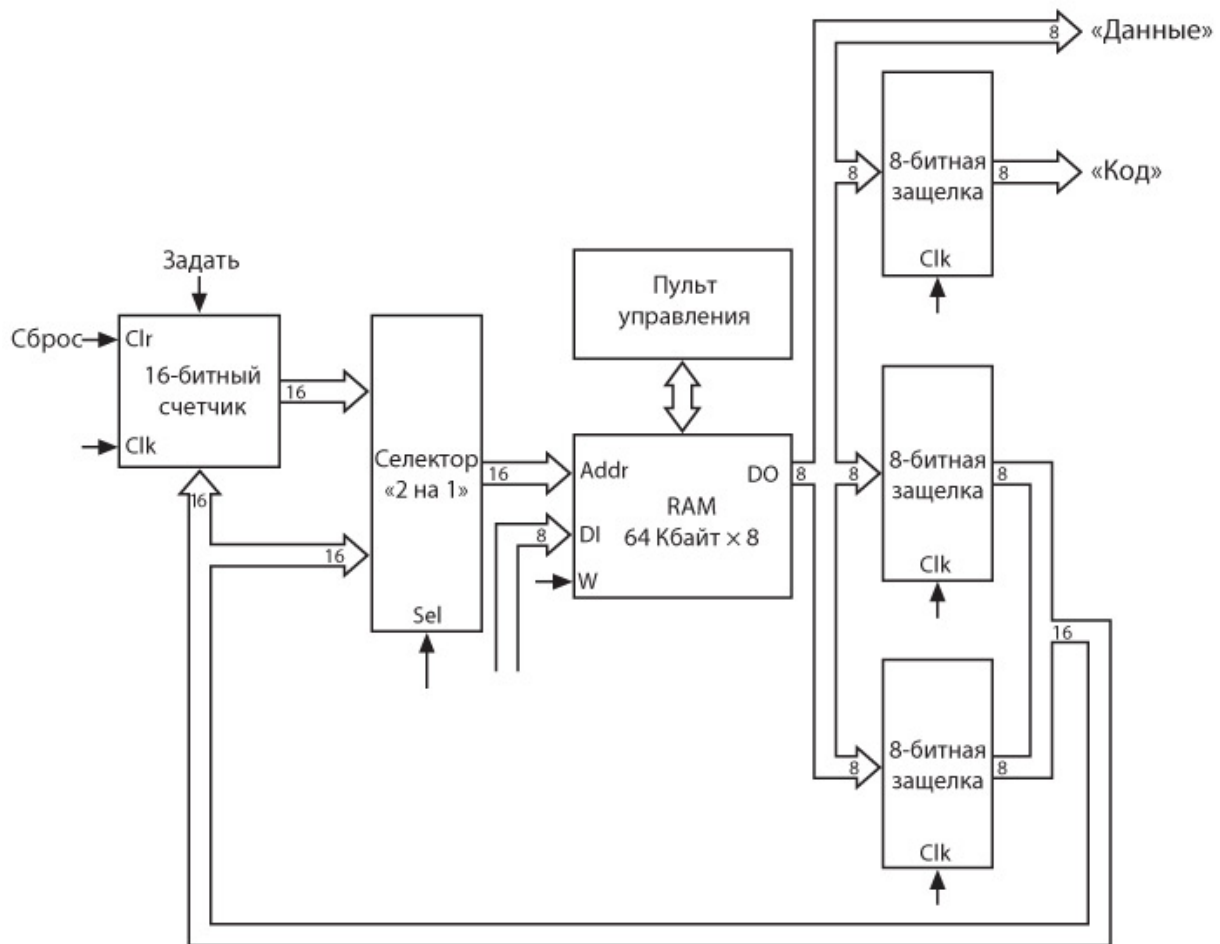 8
«Данные»
8
8-битная
защелка
8
«Код»
Clk
Задать
Сброс
Clr
16-битный
счетчик
Clk
16
16
Селектор
«2 на 1»
16
16
Sel
Пульт
управления
Addr
DO
8
RAM
64 Кбайт × 8
8
DI
W
8
8-битная
защелка
8
Clk
16
8
8-битная
защелка
8
Clk